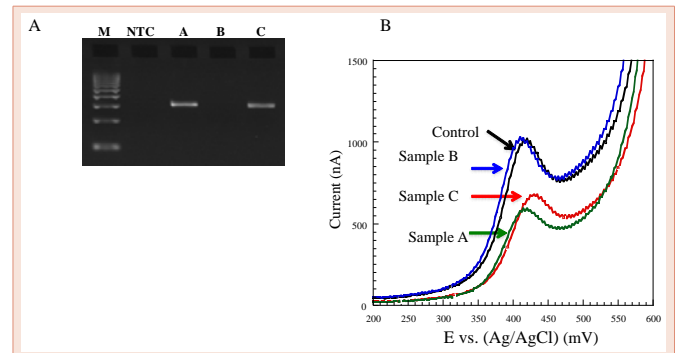 A
M NTC A B C
B
1500
1000
500
0
Current (nA)
Control
Sample B
Sample C
Sample A
200 250 300 350 400 450 500 550 600
E vs. (Ag/AgCl) (mV)